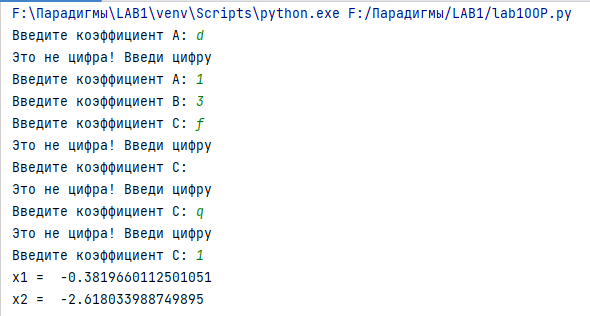 F:\Парадигмы\LAB1\venv\Scripts\python.exe F:/Парадигмы/LAB1/lab1OOP.py
Введите коэффициент А: d
Это не цифра! Введи цифру
Введите коэффициент А: 1
Введите коэффициент В: 3
Введите коэффициент С: f
Это не цифра! Введи цифру
Введите коэффициент С:
Это не цифра! Введи цифру
Введите коэффициент С: q
Это не цифра! Введи цифру
Введите коэффициент С: 1
x1 =  -0.3819660112501051
x2 =  -2.618033988749895